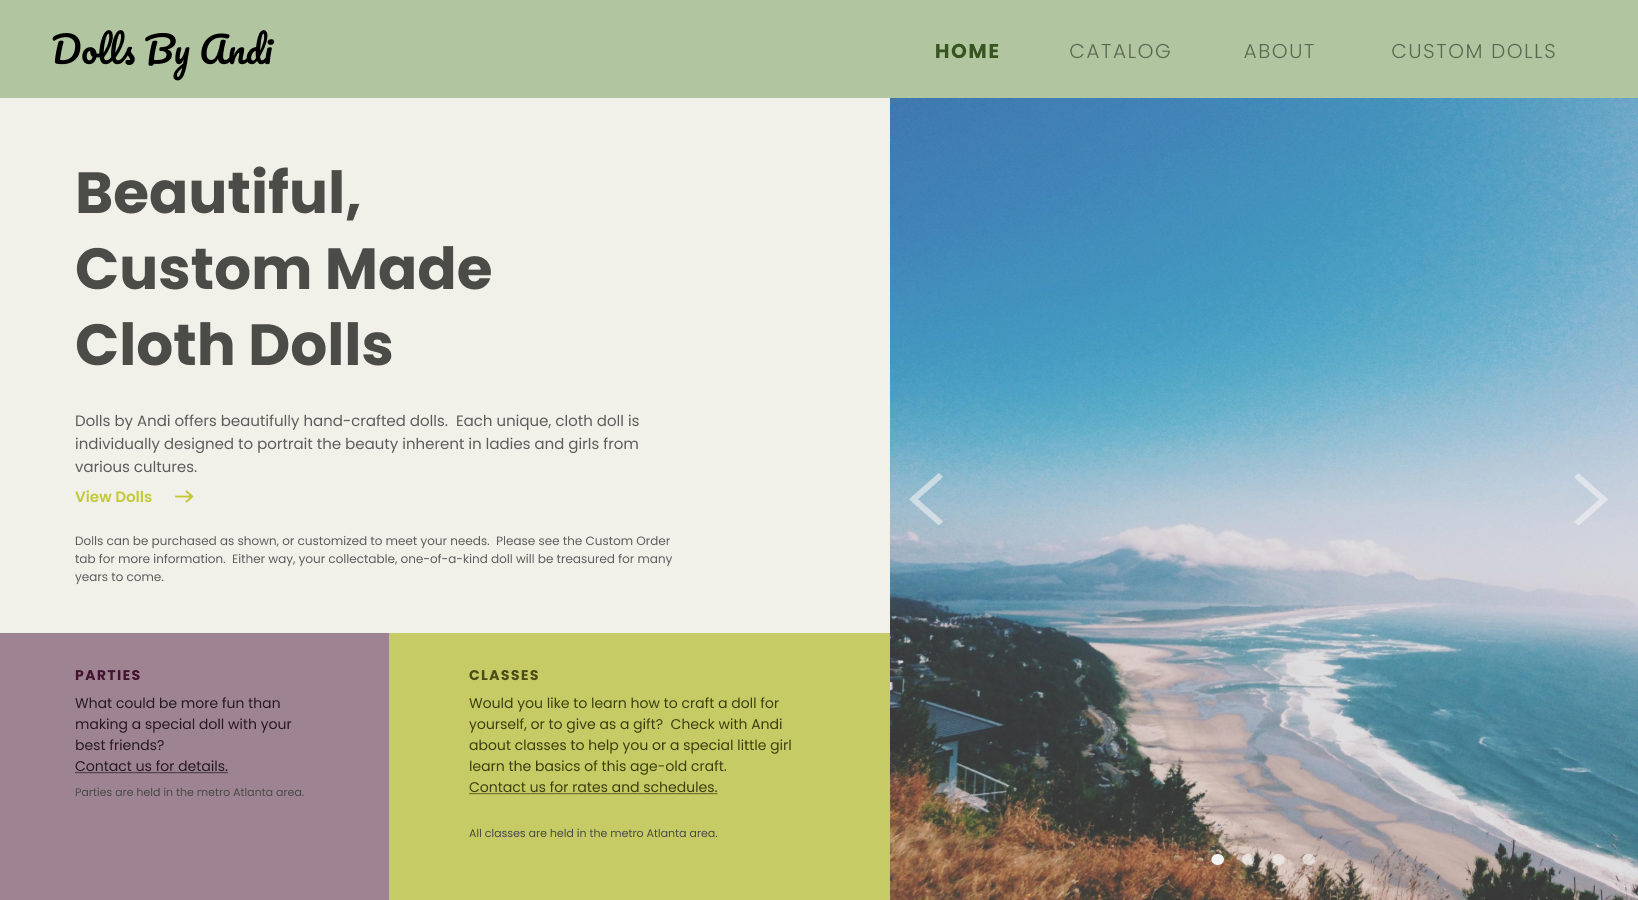 Dolls By Andi
HOME
CATALOG
ABOUT
CUSTOM DOLLS
Beautiful,
Custom Made
Cloth Dolls
Dolls by Andi offers beautifully hand-crafted dolls.  Each unique, cloth doll is
individually designed to portrait the beauty inherent in ladies and girls from
various cultures.
View Dolls
Dolls can be purchased as shown, or customized to meet your needs.  Please see the Custom Order
tab for more information.  Either way, your collectable, one-of-a-kind doll will be treasured for many
years to come.
PARTIES
What could be more fun than
making a special doll with your
best friends?
Contact us for details.
Parties are held in the metro Atlanta area.
CLASSES
Would you like to learn how to craft a doll for
yourself, or to give as a gift?  Check with Andi
about classes to help you or a special little girl
learn the basics of this age-old craft.
Contact us for rates and schedules.
All classes are held in the metro Atlanta area.